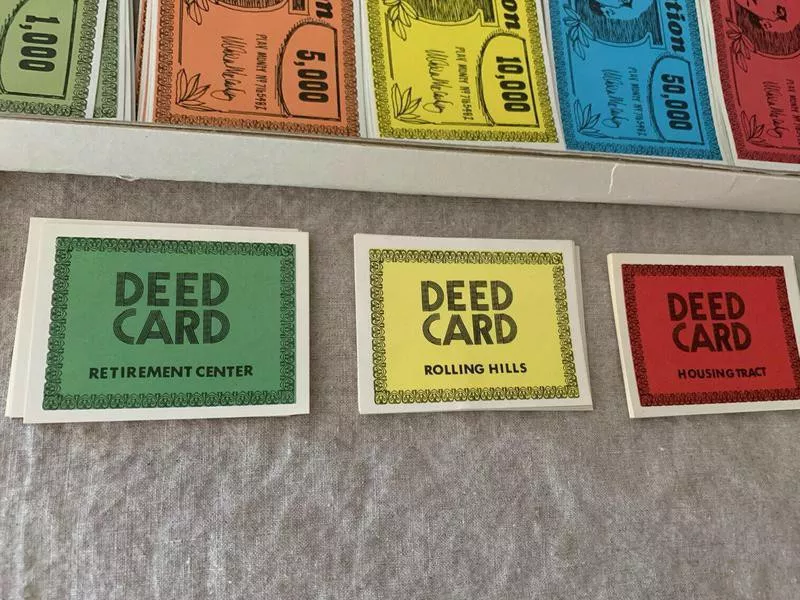 1,000
5,000
PLAY MONEY
10,000
PLAY MONEY
50,000
PLAY MONEY
DEED
CARD
RETIREMENT CENTER
DEED
CARD
ROLLING HILLS
DEED
CARD
HOUSING TRACT